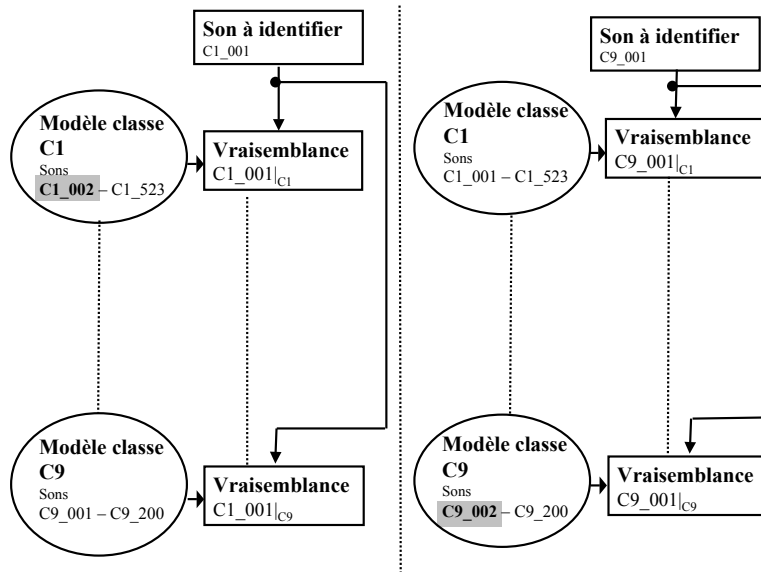 Son à identifier
C1_001
Modèle classe
C1
Sons
C1_002 – C1_523
Vraisemblance
C1_001|C1
Modèle classe
C9
Sons
C9_001 – C9_200
Vraisemblance
C1_001|C9
Son à identifier
C9_001
Modèle classe
C1
Sons
C1_001 – C1_523
Vraisemblance
C9_001|C1
Modèle classe
C9
Sons
C9_002 – C9_200
Vraisemblance
C9_001|C9